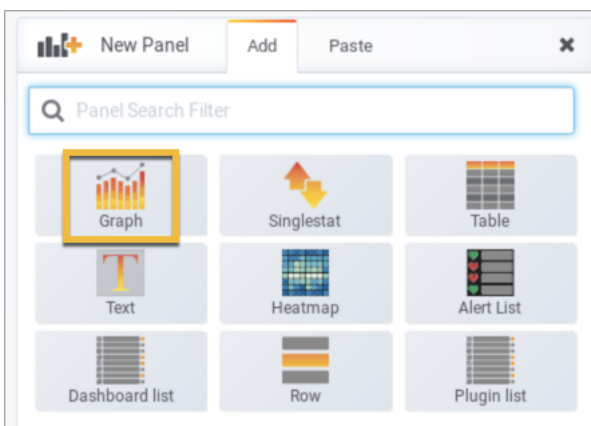 New Panel Add Paste
Panel Search Filter
Graph Singlestat Table
T
Text Heatmap Alert List
Dashboard list Row Plugin list